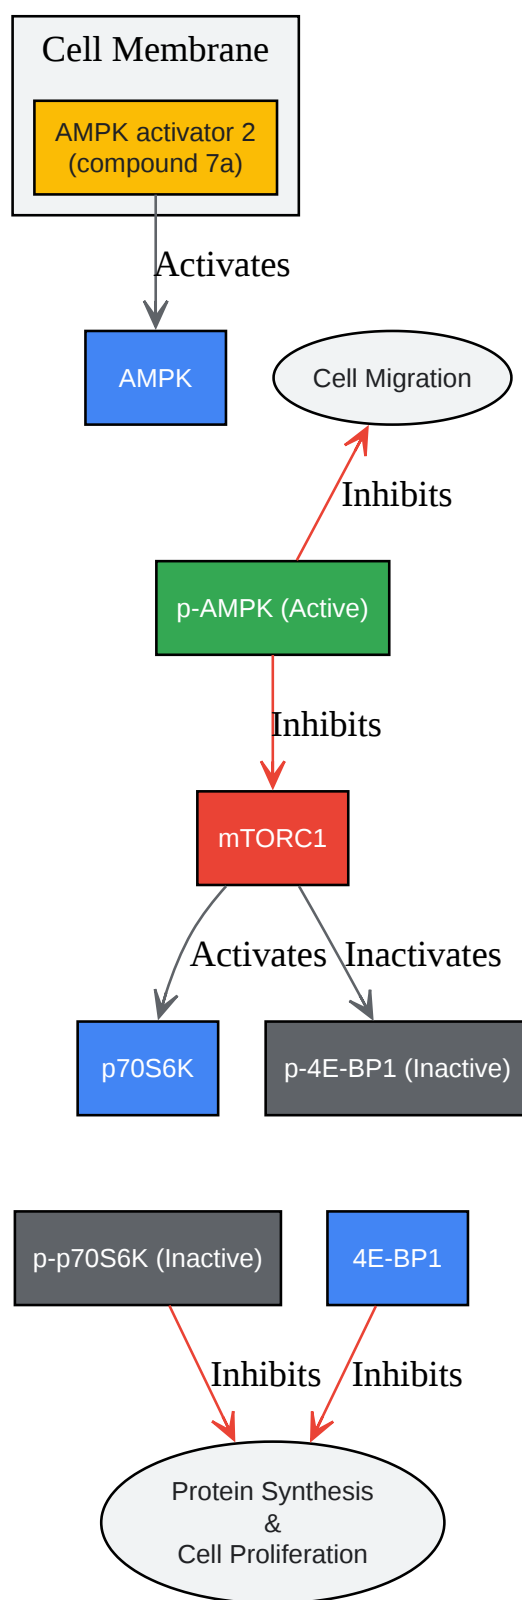 Cell Membrane
AMPK activator 2
(compound 7a)
Activates
AMPK
Cell Migration
Inhibits
p-AMPK (Active)
Inhibits
mTORC1
Activates
Inactivates
p70S6K
p-4E-BP1 (Inactive)
p-p70S6K (Inactive)
4E-BP1
Inhibits
Inhibits
Protein Synthesis
&
Cell Proliferation